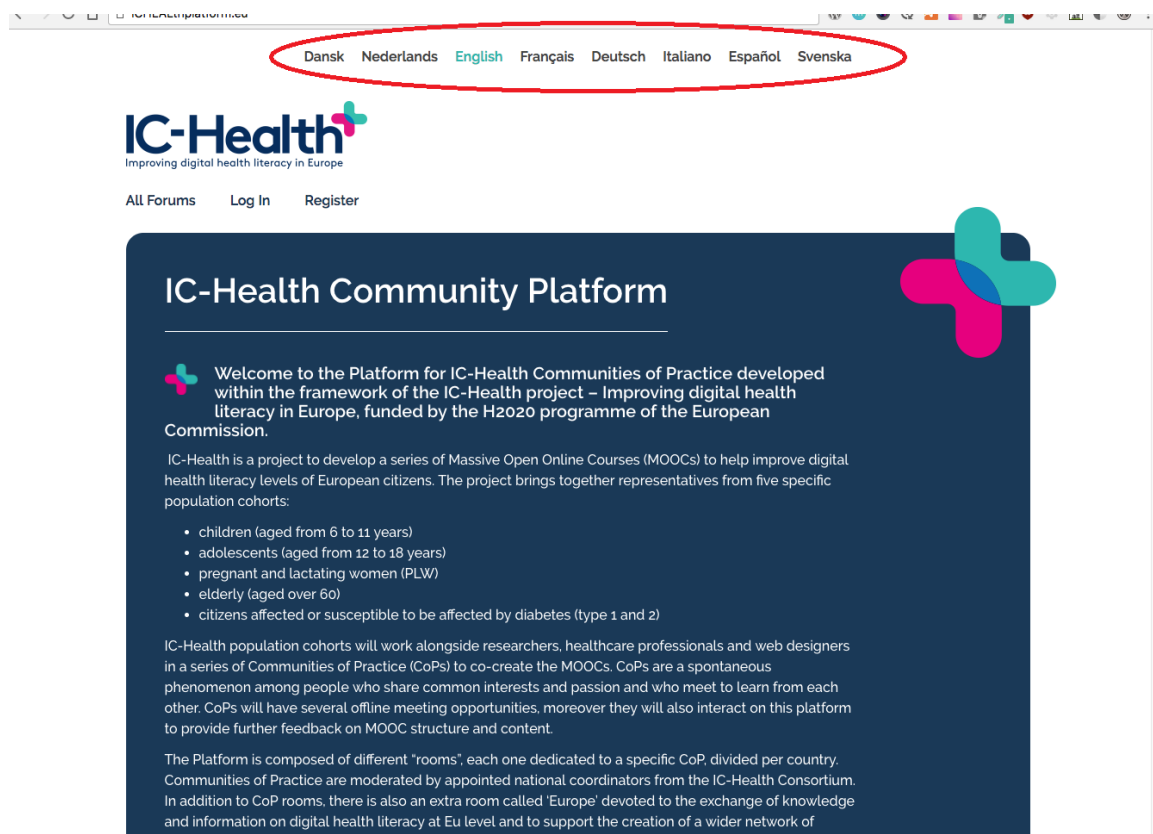 Dansk Nederlands English Français Deutsch Italiano Español Svenska
IC-Health
Improving digital health literacy in Europe
All Forums Log In Register
IC-Health Community Platform
Welcome to the Platform for IC-Health Communities of Practice developed
within the framework of the IC-Health project – Improving digital health
literacy in Europe, funded by the H2020 programme of the European
Commission.
IC-Health is a project to develop a series of Massive Open Online Courses (MOOCs) to help improve digital
health literacy levels of European citizens. The project brings together representatives from five specific
population cohorts:
• children (aged from 6 to 11 years)
• adolescents (aged from 12 to 18 years)
• pregnant and lactating women (PLW)
• elderly (aged over 60)
• citizens affected or susceptible to be affected by diabetes (type 1 and 2)
IC-Health population cohorts will work alongside researchers, healthcare professionals and web designers
in a series of Communities of Practice (CoPs) to co-create the MOOCs. CoPs are a spontaneous
phenomenon among people who share common interests and passion and who meet to learn from each
other. CoPs will have several offline meeting opportunities, moreover they will also interact on this platform
to provide further feedback on MOOC structure and content.
The Platform is composed of different “rooms”, each one dedicated to a specific CoP, divided per country.
Communities of Practice are moderated by appointed national coordinators from the IC-Health Consortium.
In addition to CoP rooms, there is also an extra room called ‘Europe’ devoted to the exchange of knowledge
and information on digital health literacy at Eu level and to support the creation of a wider network of